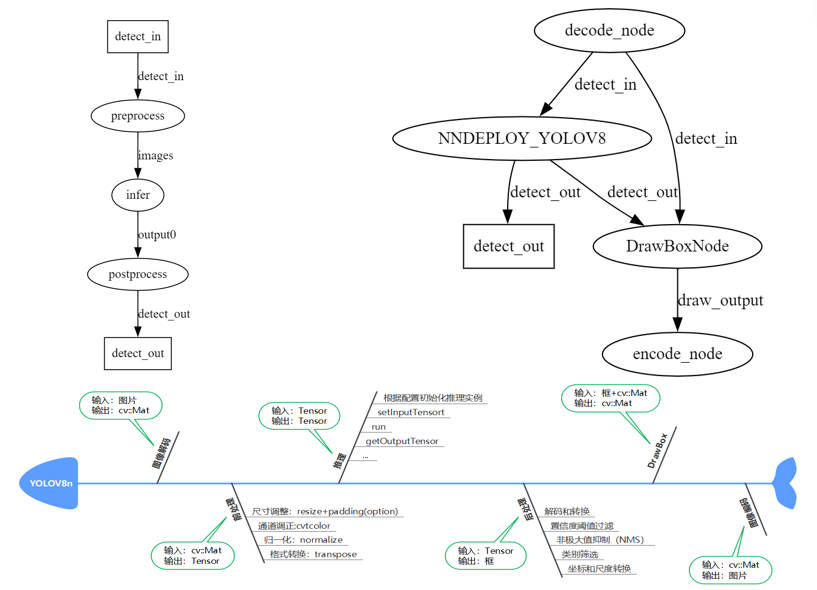 detect_in
detect_in
preprocess
images
infer
output0
postprocess
detect_out
detect_out
decode_node
detect_in
NNDEPLOY_YOLOV8
detect_in
detect_out
detect_out
detect_out
DrawBoxNode
draw_output
encode_node
YOLOV8n
输入：图片
输出：cv::Mat
图像解码
输入：cv::Mat
输出：Tensor
前处理
尺寸调整：resize+padding(option)
通道调正:cvtcolor
归一化：normalize
格式转换：transpose
输入：Tensor
输出：Tensor
推理
根据配置初始化推理实例
setInputTensort
run
getOutputTensor
...
输入：Tensor
输出：框
后处理
解码和转换
置信度阈值过滤
非极大值抑制（NMS）
类别筛选
坐标和尺度转换
输入：框+cv::Mat
输出：cv::Mat
DrawBox
图像编码
输入：cv::Mat
输出：图片